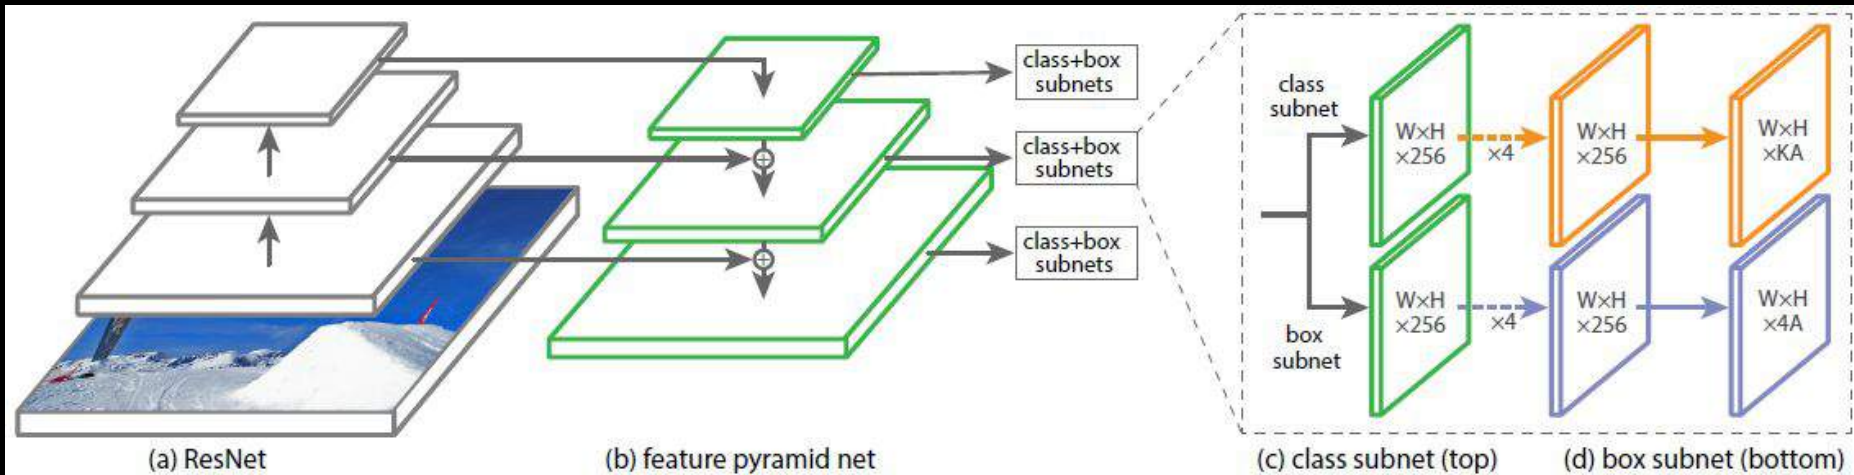 class+box
subnets
class+box
subnets
class+box
subnets
class
subnet
W×H
×256
×4
W×H
×256
W×H
×KA
box
subnet
W×H
×256
×4
W×H
×256
W×H
×4A
(a) ResNet
(b) feature pyramid net
(c) class subnet (top)
(d) box subnet (bottom)